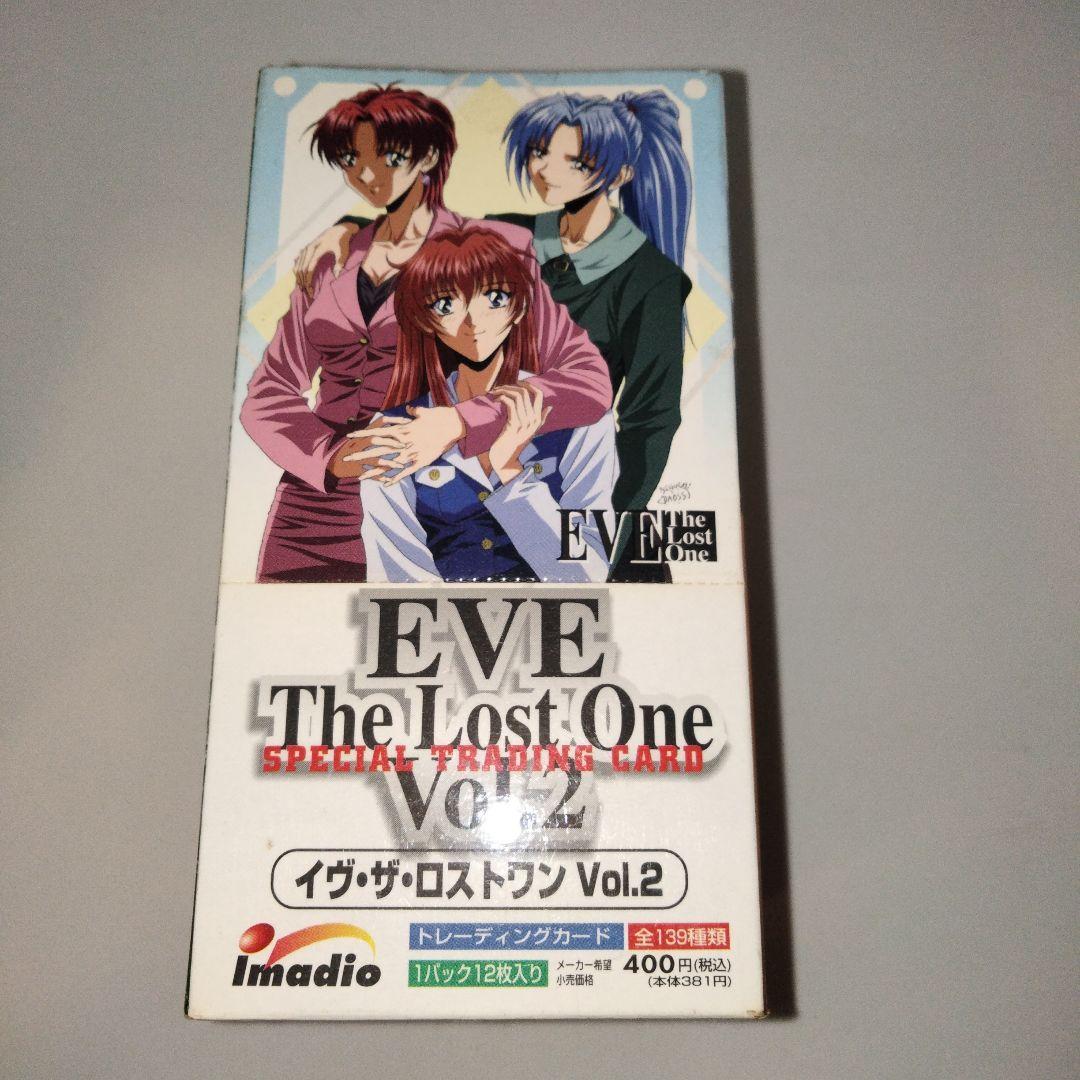 EVE The
Lost
One
EVE
The Lost One
SPECIAL TRADING CARD
Vol.2
イヴ・ザ・ロストワン Vol.2
imadio
トレーディングカード 全139種類
1パック12枚入り メーカー希望
小売価格 400円(税込)
(本体381円)